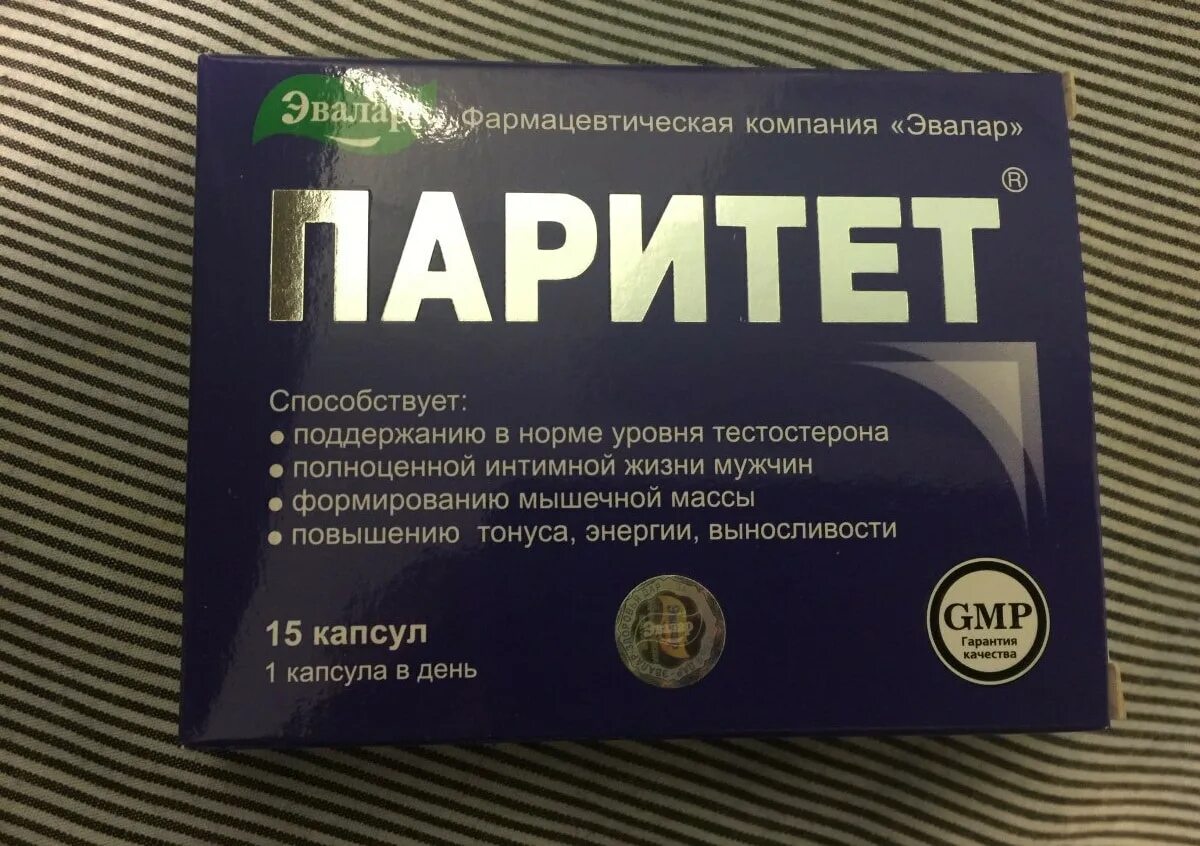 Эвалар
Фармацевтическая компания «Эвалар»
ПАРИТЕТ®
Способствует:
• поддержанию в норме уровня тестостерона
• полноценной интимной жизни мужчин
• формированию мышечной массы
• повышению тонуса, энергии, выносливости
15 капсул
1 капсула в день
Эвалар
GMP
Гарантия
качества